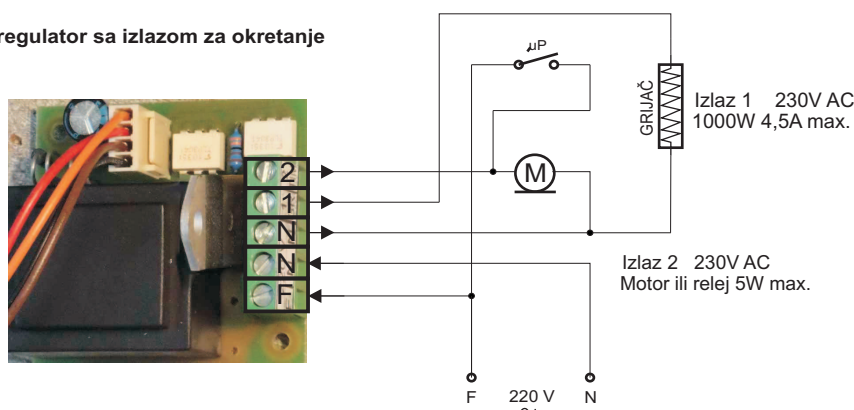 regulator sa izlazom za okretanje
µP
GRIJAČ
Izlaz 1 230V AC
1000W 4,5A max.
2
M
1
N
N
F
Izlaz 2 230V AC
Motor ili relej 5W max.
F 220 V N